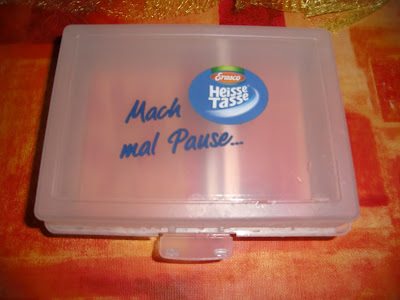 Erasco
Heisse
Tasse
Mach
mal Pause...